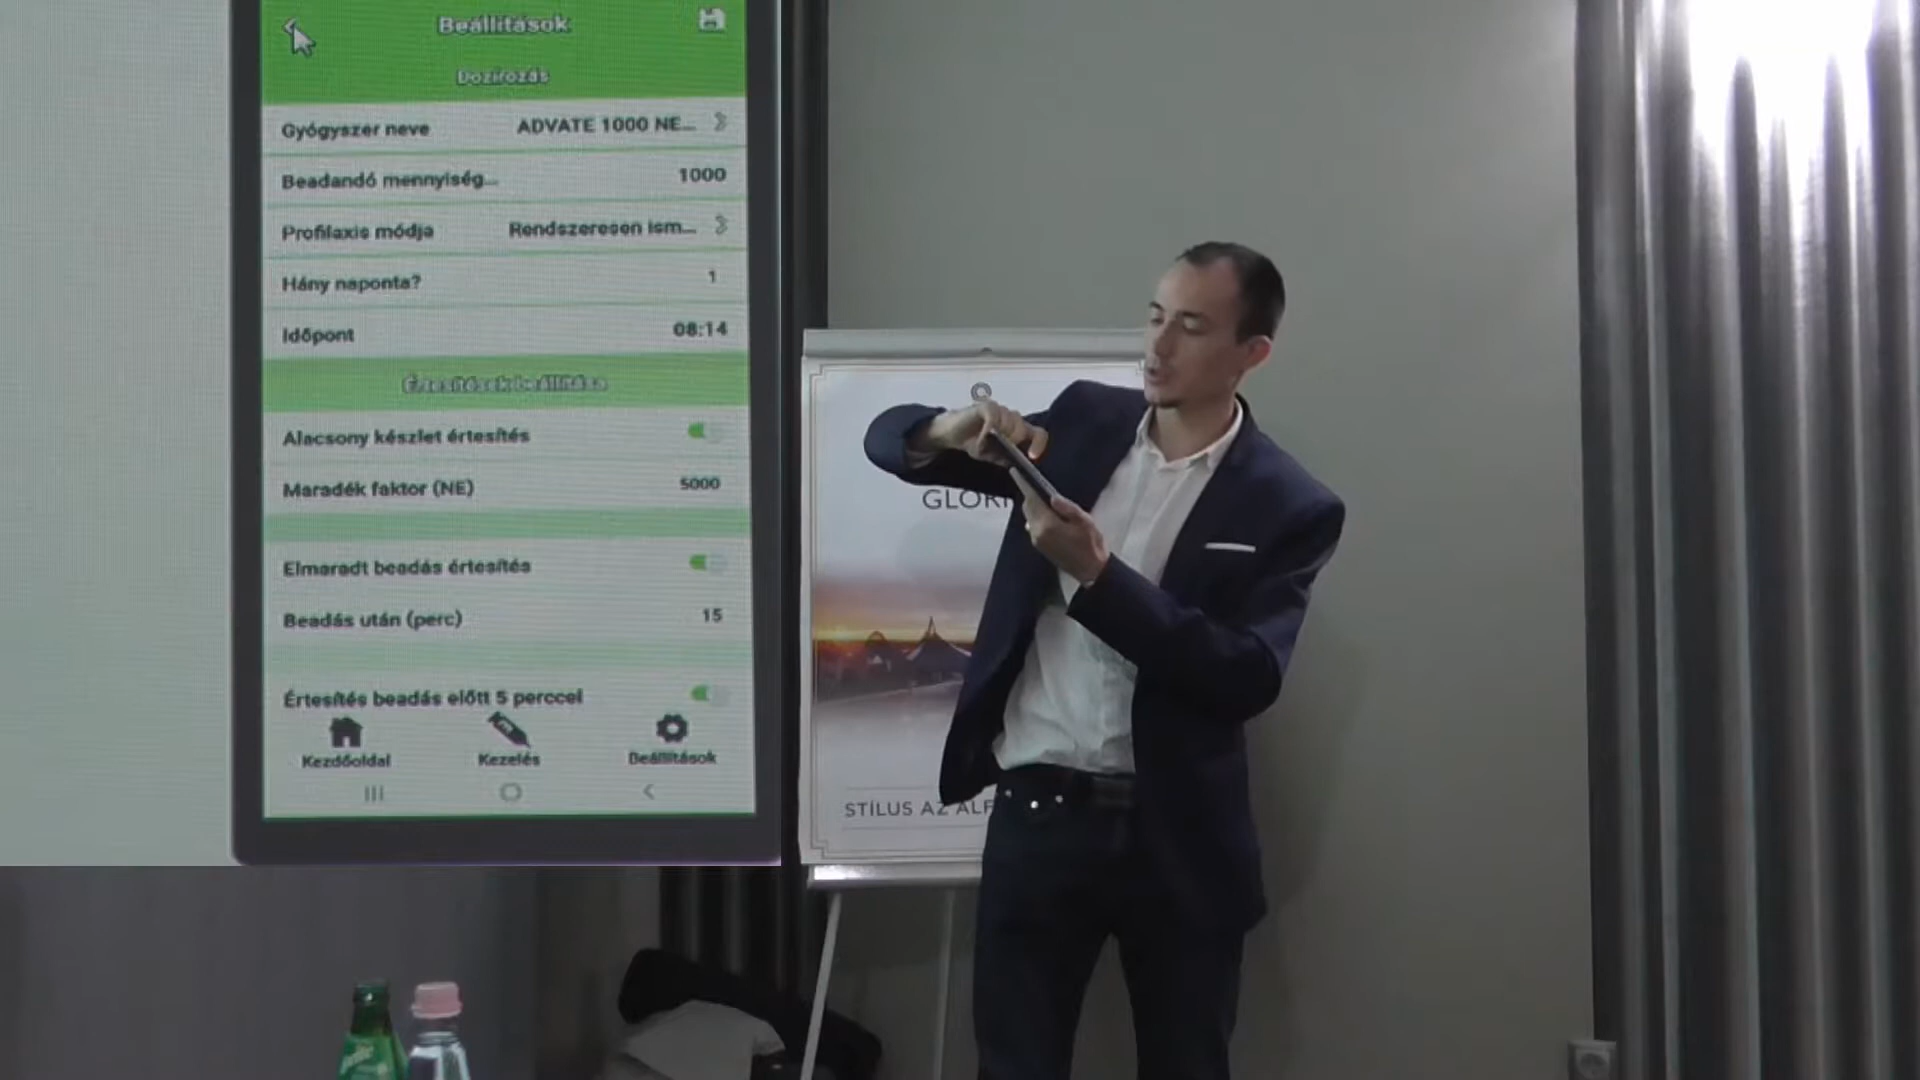 Beállítások
Dozírozás
Gyógyszer neve ADVATE 1000 NE...
Beadandó mennyiség... 1000
Profilaxis módja Rendszeresen ism...
Hány naponta? 1
Időpont 08:14
Értesítések beállítása
Alacsony készlet értesítés
Maradék faktor (NE) 5000
Elmaradt beadás értesítés
Beadás után (perc) 15
Értesítés beadás előtt 5 perccel
Kezdőoldal Kezelés Beállítások
GLORI
STÍLUS AZ ALF